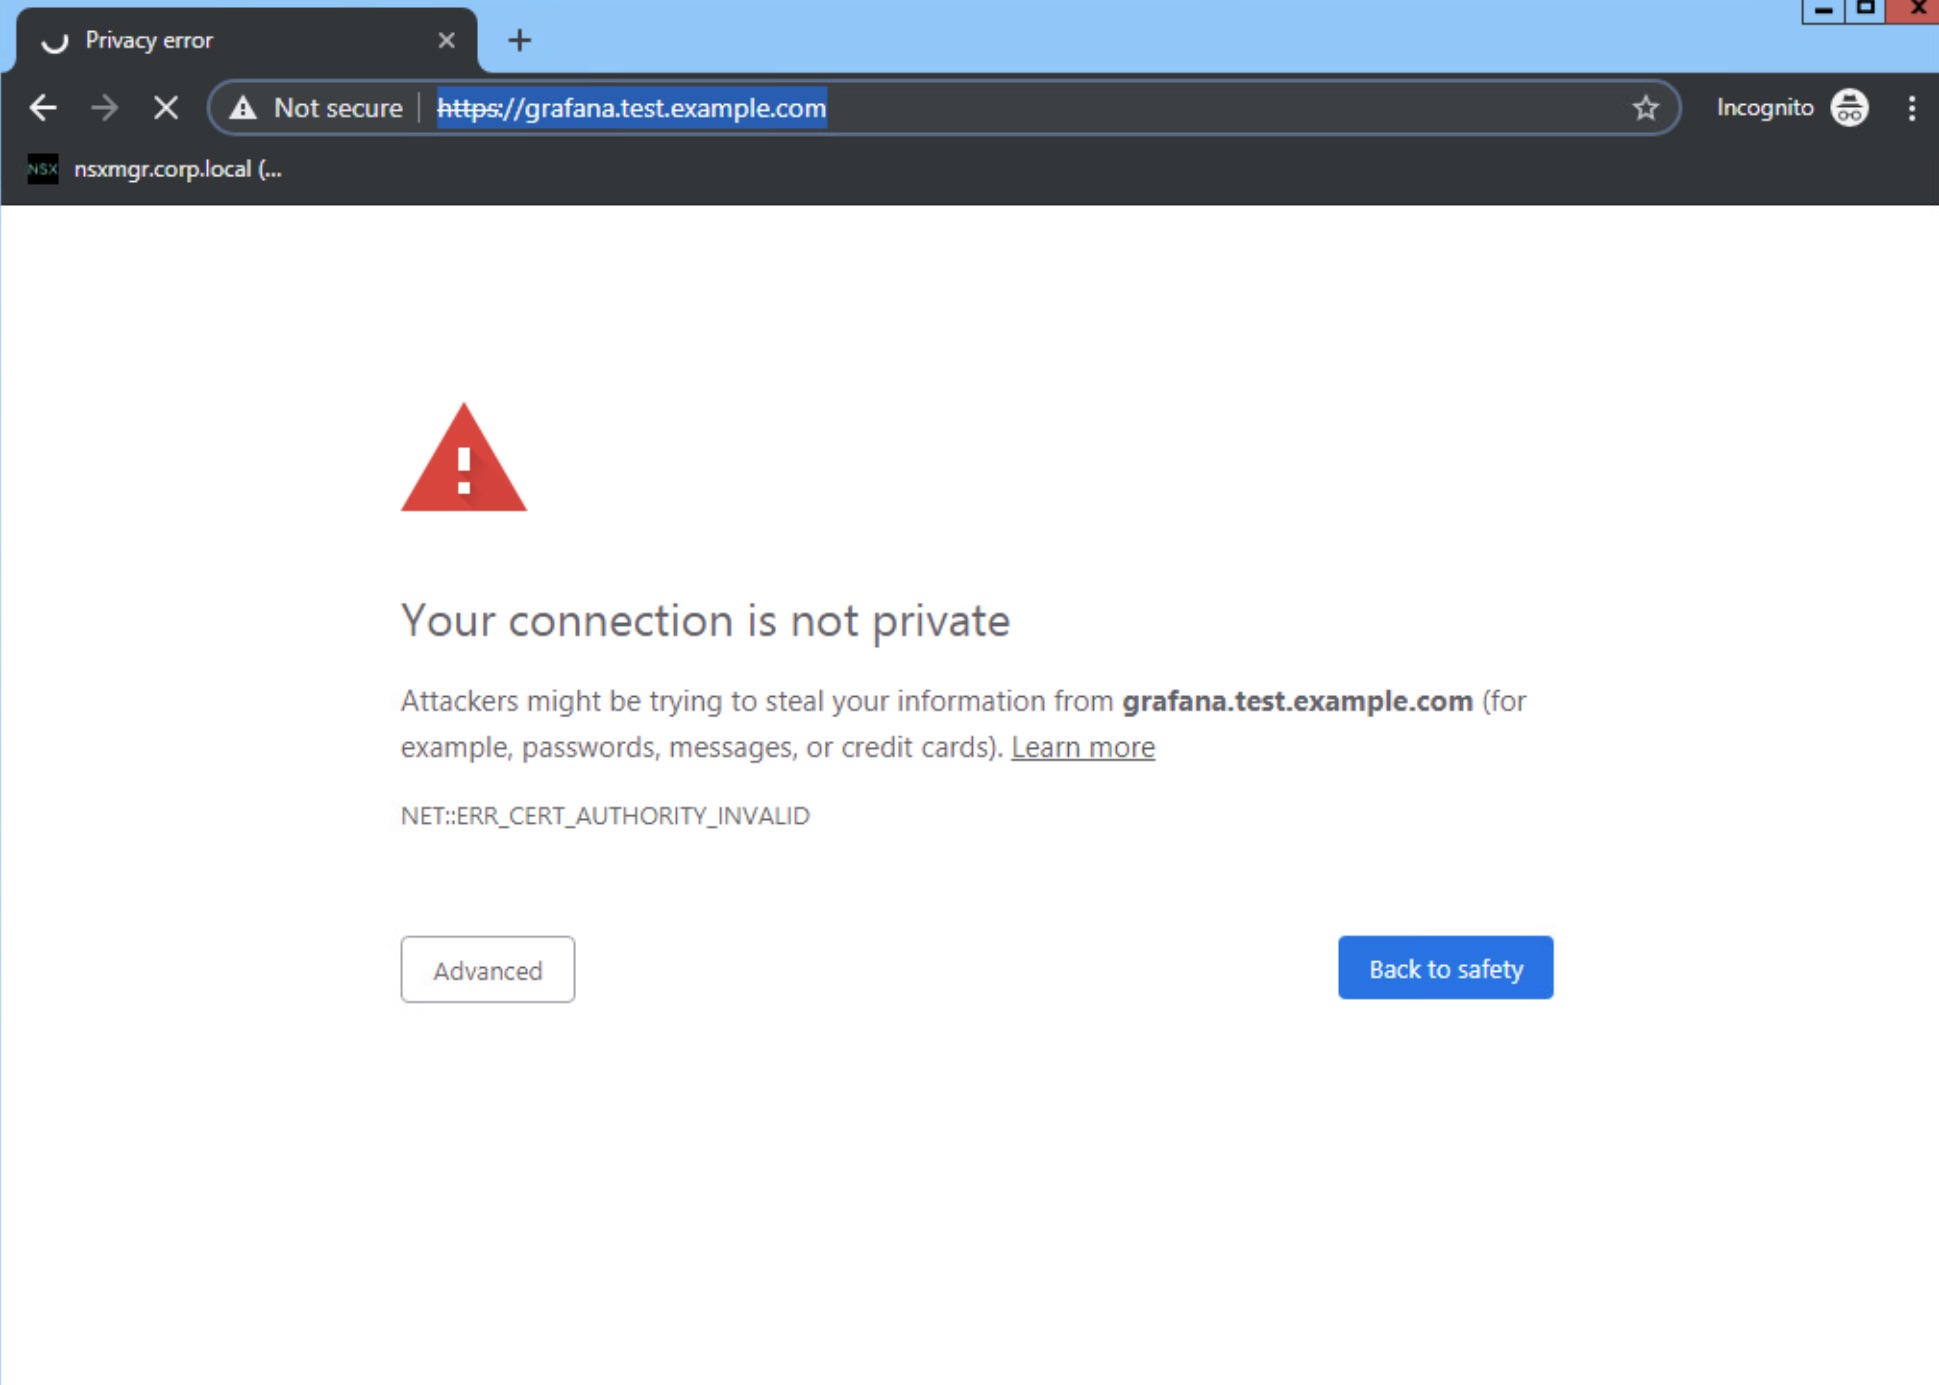 Privacy error
Not secure https://grafana.test.example.com Incognito
NSX nsxmgr.corp.local (...
Your connection is not private
Attackers might be trying to steal your information from grafana.test.example.com (for
example, passwords, messages, or credit cards). Learn more
NET::ERR_CERT_AUTHORITY_INVALID
Advanced Back to safety